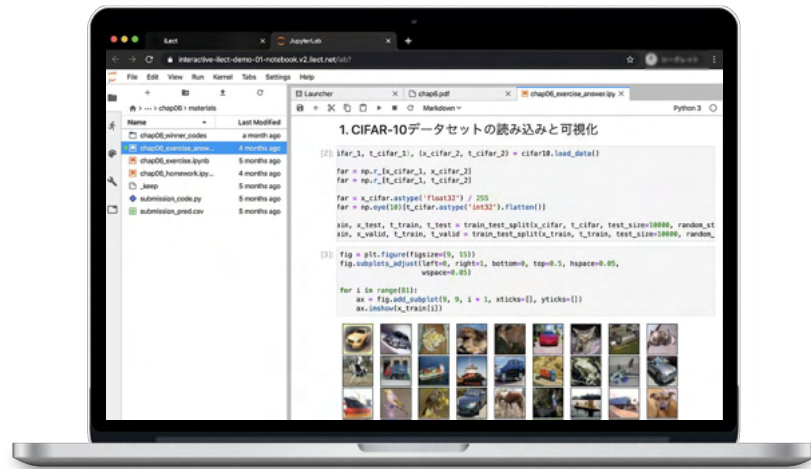 iLect × JupyterLab × +
interactive-ilect-demo-01-notebook.v2.ilect.net/lab?
File Edit View Run Kernel Tabs Settings Help
Launcher × chap6.pdf × chap06_exercise_answer.ipy ×
Markdown Python 3
> ··· > chap06 > materials
Name Last Modified
chap06_winner_codes a month ago
chap06_exercise_answ... 4 months ago
chap06_exercise.ipynb 5 months ago
chap06_homework.ipy... 4 months ago
_keep 5 months ago
submission_code.py 5 months ago
submission_pred.csv 5 months ago
1. CIFAR-10データセットの読み込みと可視化
[2]: ifar_1, t_cifar_1), (x_cifar_2, t_cifar_2) = cifar10.load_data()
far = np.r_[x_cifar_1, x_cifar_2]
far = np.r_[t_cifar_1, t_cifar_2]
far = x_cifar.astype('float32') / 255
far = np.eye(10)[t_cifar.astype('int32').flatten()]
ain, x_test, t_train, t_test = train_test_split(x_cifar, t_cifar, test_size=10000, random_st
ain, x_valid, t_train, t_valid = train_test_split(x_train, t_train, test_size=10000, random_
[3]: fig = plt.figure(figsize=(9, 15))
fig.subplots_adjust(left=0, right=1, bottom=0, top=0.5, hspace=0.05,
wspace=0.05)
for i in range(81):
ax = fig.add_subplot(9, 9, i + 1, xticks=[], yticks=[])
ax.imshow(x_train[i])